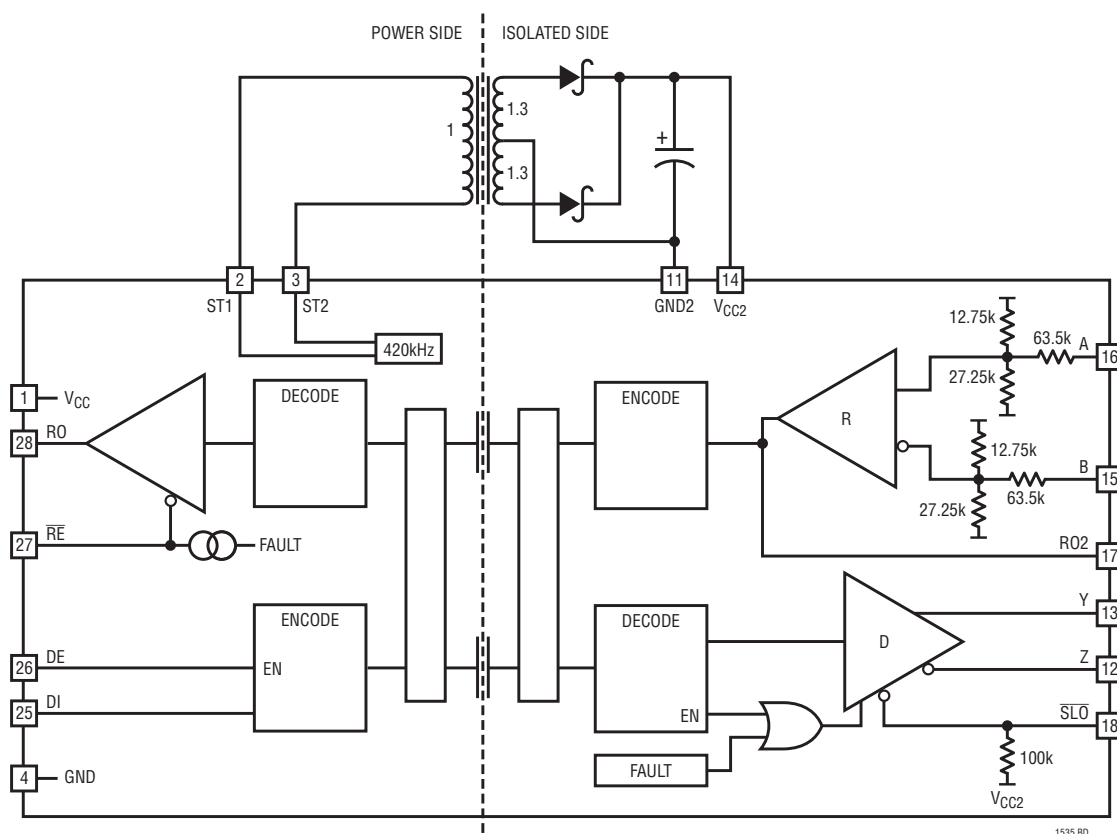 POWER SIDE
ISOLATED SIDE
1
1.3
1.3
+
2
3
11
14
ST1
ST2
GND2
VCC2
420kHz
12.75k
63.5k
A
16
27.25k
1
VCC
DECODE
ENCODE
R
28
RO
12.75k
B
15
27.25k
63.5k
27
RE
FAULT
RO2
17
ENCODE
DECODE
Y
13
D
26
DE
EN
Z
12
25
DI
EN
SLO
18
FAULT
100k
4
GND
VCC2
1535 BD